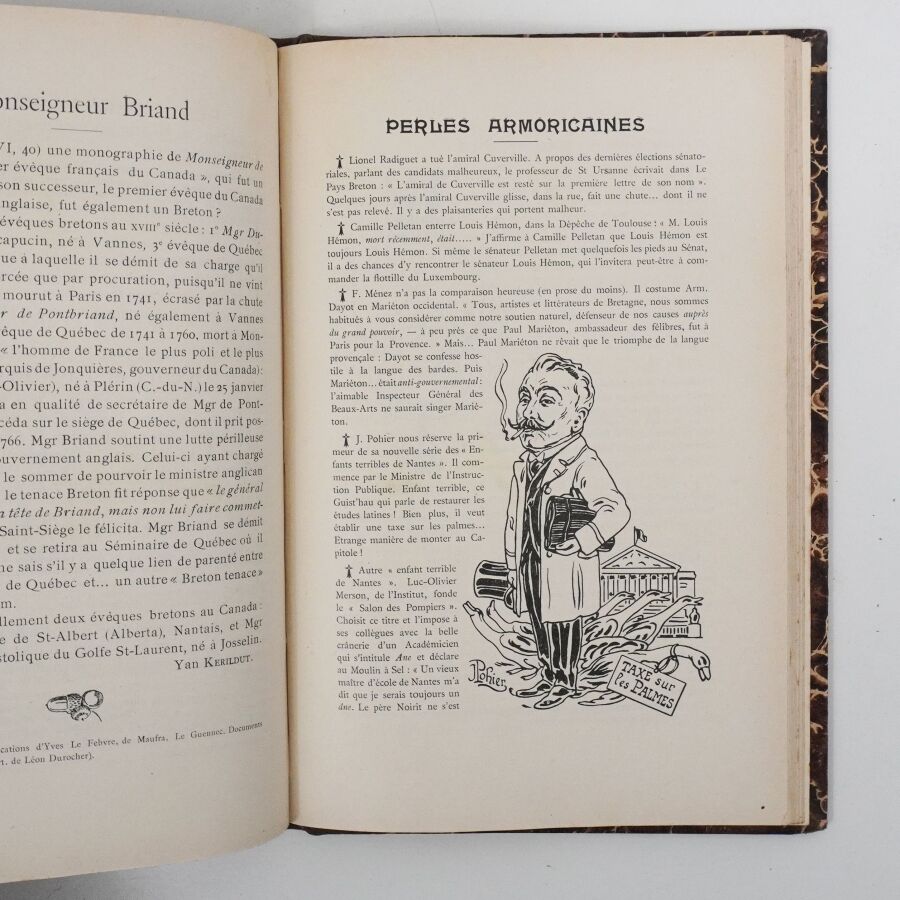 onseigneur Briand
VI, 40) une monographie de Monseigneur de
er évêque français du Canada », qui fut un
son successeur, le premier évêque du Canada
anglaise, fut également un Breton ?
évêques bretons au XVIIIe siècle : 1º Mgr Du-
capucin, né à Vannes, 3e évêque de Québec
que à laquelle il se démit de sa charge qu'il
rcée que par procuration, puisqu'il ne vint
mourut à Paris en 1741, écrasé par la chute
r de Pontbriand, né également à Vannes
êque de Québec de 1741 à 1760, mort à Mon-
« l'homme de France le plus poli et le plus
rquis de Jonquières, gouverneur du Canada):
-Olivier), né à Plérin (C.-du-N.) le 25 janvier
a en qualité de secrétaire de Mgr de Pont-
céda sur le siège de Québec, dont il prit pos-
766. Mgr Briand soutint une lutte périlleuse
ouvernement anglais. Celui-ci ayant chargé
le sommer de pourvoir le ministre anglican
le tenace Breton fit réponse que « le général
a tête de Briand, mais non lui faire commet-
Saint-Siège le félicita. Mgr Briand se démit
et se retira au Séminaire de Québec où il
ne sais s'il y a quelque lien de parenté entre
de Québec et... un autre « Breton tenace »
m.
llement deux évêques bretons au Canada :
e de St-Albert (Alberta), Nantais, et Mgr
stolique du Golfe St-Laurent, né à Josselin.
Yan Kerildut.
cations d'Yves Le Febvre, de Maufra, Le Guennec. Documents
rt. de Léon Durocher).
PERLES ARMORICAINES
Lionel Radiguet a tué l'amiral Cuverville. A propos des dernières élections sénato-
riales, parlant des candidats malheureux, le professeur de St Ursanne écrivait dans Le
Pays Breton : « L'amiral de Cuverville est resté sur la première lettre de son nom ».
Quelques jours après l'amiral Cuverville glisse, dans la rue, fait une chute... dont il ne
s'est pas relevé. Il y a des plaisanteries qui portent malheur.
Camille Pelletan enterre Louis Hémon, dans la Dépêche de Toulouse : « M. Louis
Hémon, mort récemment, était..... » J'affirme à Camille Pelletan que Louis Hémon est
toujours Louis Hémon. Si même le sénateur Pelletan met quelquefois les pieds au Sénat,
il a des chances d'y rencontrer le sénateur Louis Hémon, qui l'invitera peut-être à com-
mander la flottille du Luxembourg.
F. Ménez n'a pas la comparaison heureuse (en prose du moins). Il costume Arm.
Dayot en Mariéton occidental. « Tous, artistes et littérateurs de Bretagne, nous sommes
habitués à vous considérer comme notre soutien naturel, défenseur de nos causes auprès
du grand pouvoir, — à peu près ce que Paul Mariéton, ambassadeur des félibres, fut à
Paris pour la Provence. » Mais... Paul Mariéton ne rêvait que le triomphe de la langue
provençale : Dayot se confesse hos-
tile à la langue des bardes. Puis
Mariéton... était anti-gouvernemental :
l'aimable Inspecteur Général des
Beaux-Arts ne saurait singer Marié-
ton.
J. Pohier nous réserve la pri-
meur de sa nouvelle série des « En-
fants terribles de Nantes ». Il com-
mence par le Ministre de l'Instruc-
tion Publique. Enfant terrible, ce
Guist'hau qui parle de restaurer les
études latines ! Bien plus, il veut
établir une taxe sur les palmes...
Etrange manière de monter au Ca-
pitole !
Autre « enfant terrible
de Nantes ». Luc-Olivier
Merson, de l'Institut, fonde
le « Salon des Pompiers ».
Choisit ce titre et l'impose à
ses collègues avec la belle
crânerie d'un Académicien
qui s'intitule Ane et déclare
au Moulin à Sel : « Un vieux
maître d'école de Nantes m'a
dit que je serais toujours un
âne. Le père Noirit ne s'est
Pohier
TAXE sur
les PALMES